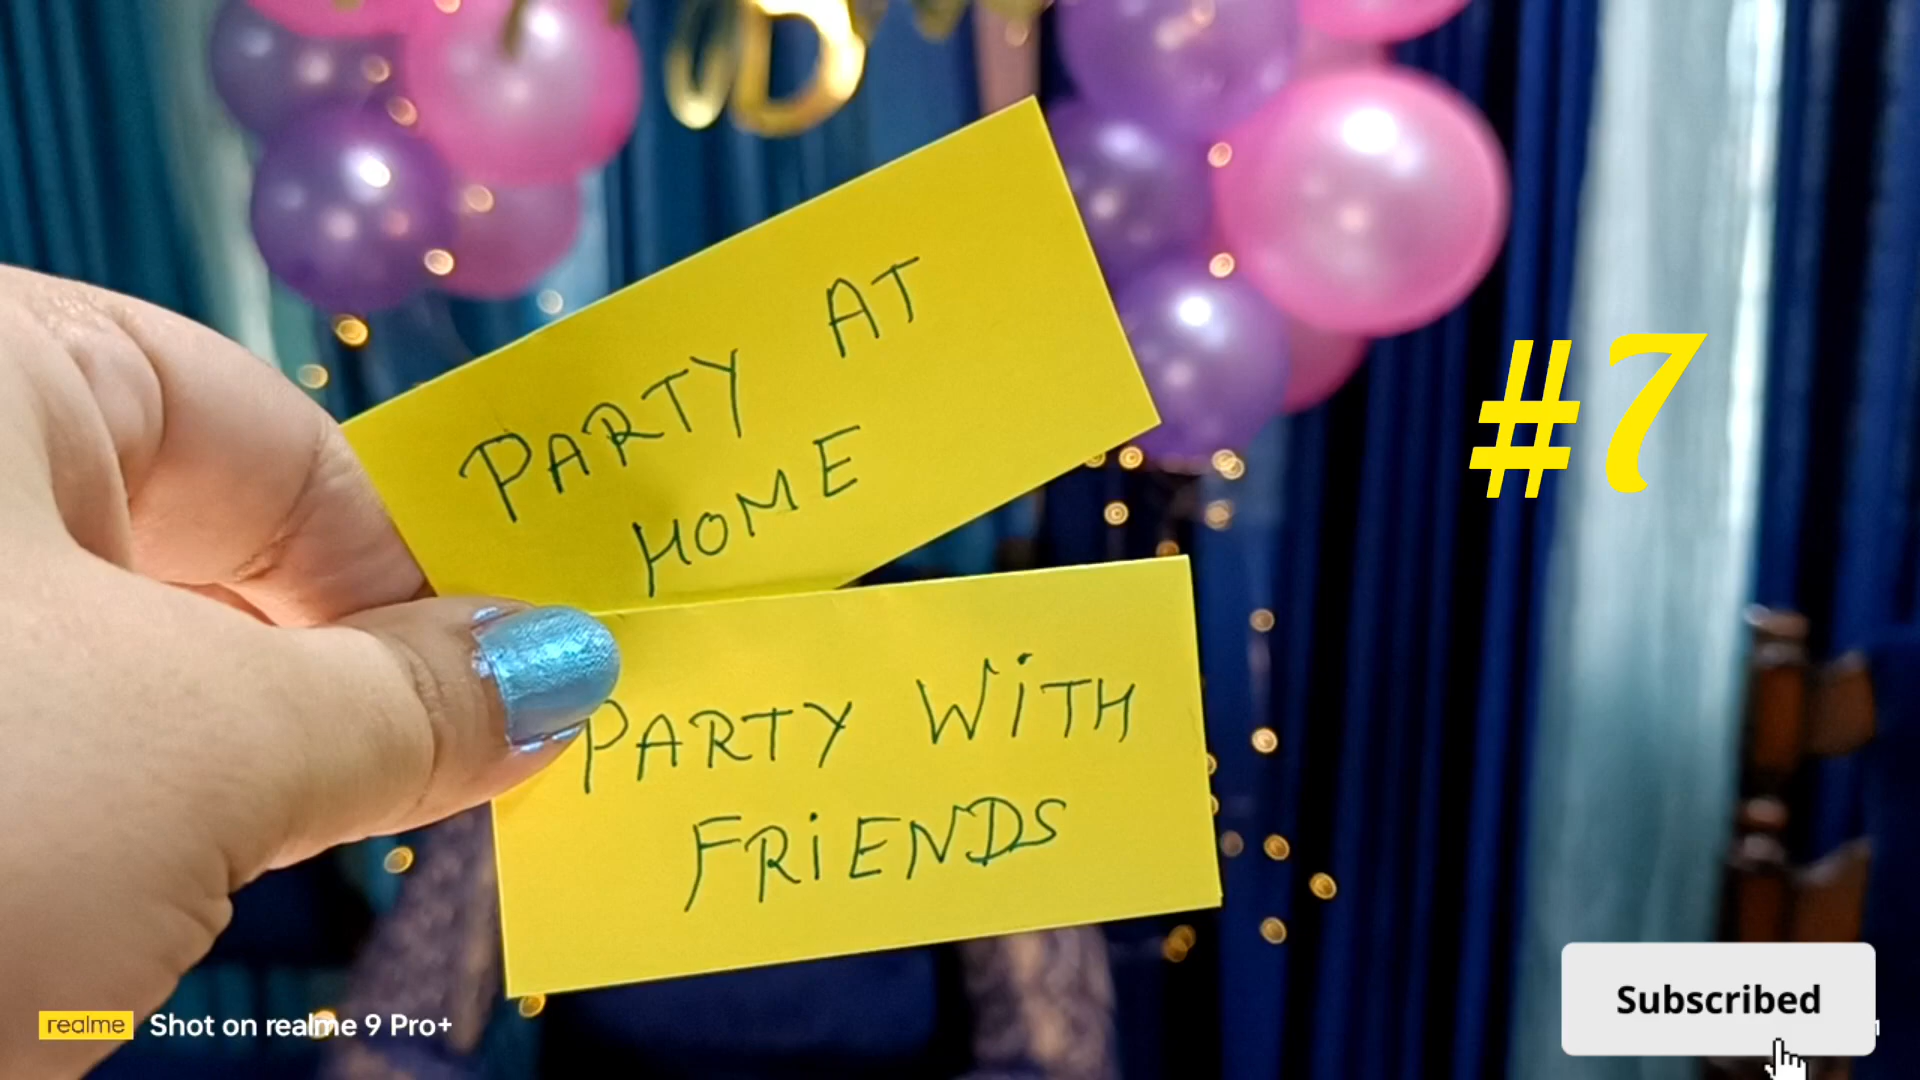 D
PARTY AT
HOME
#7
PARTY WiTH
FRiENDS
realme Shot on realme 9 Pro+
Subscribed